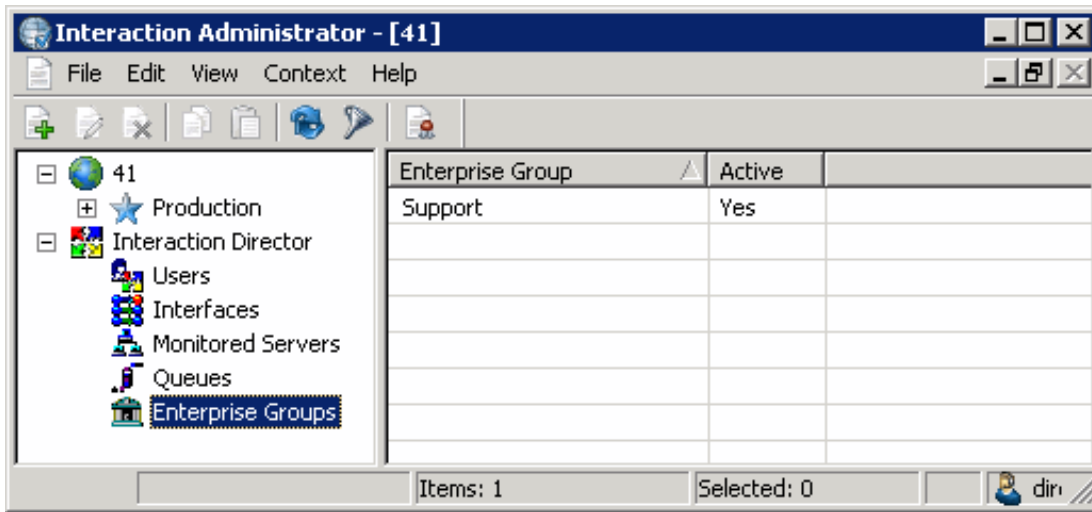 Interaction Administrator - [41]
File Edit View Context Help
41
Production
Interaction Director
Users
Interfaces
Monitored Servers
Queues
Enterprise Groups
Enterprise Group Active
Support Yes
Items: 1 Selected: 0